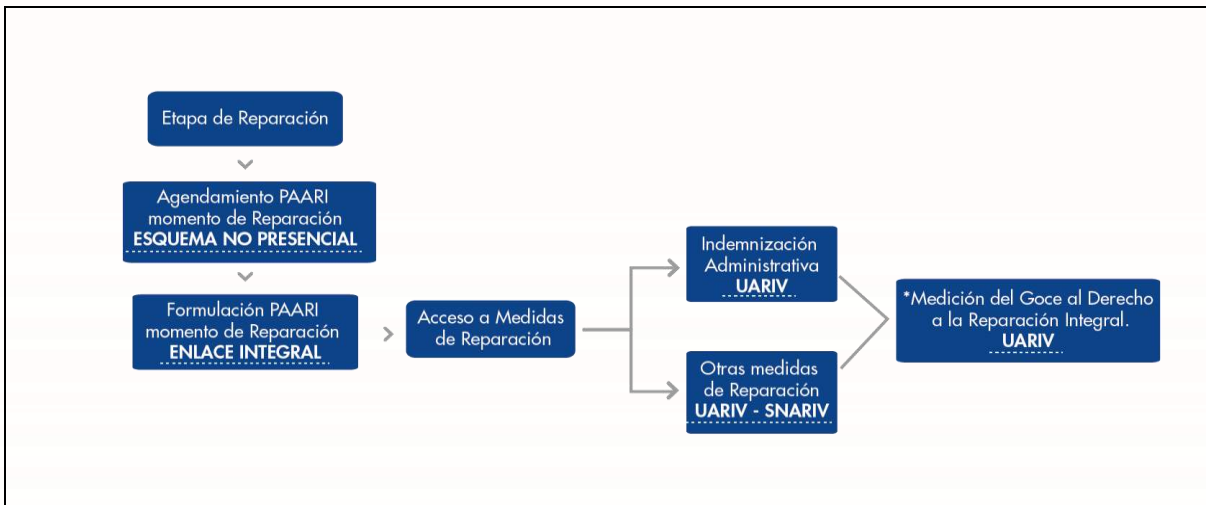 Etapa de Reparación
Agendamiento PAARI
momento de Reparación
ESQUEMA NO PRESENCIAL
Formulación PAARI
momento de Reparación
ENLACE INTEGRAL
Acceso a Medidas
de Reparación
Indemnización
Administrativa
UARIV
Otras medidas
de Reparación
UARIV - SNARIV
*Medición del Goce al Derecho
a la Reparación Integral.
UARIV